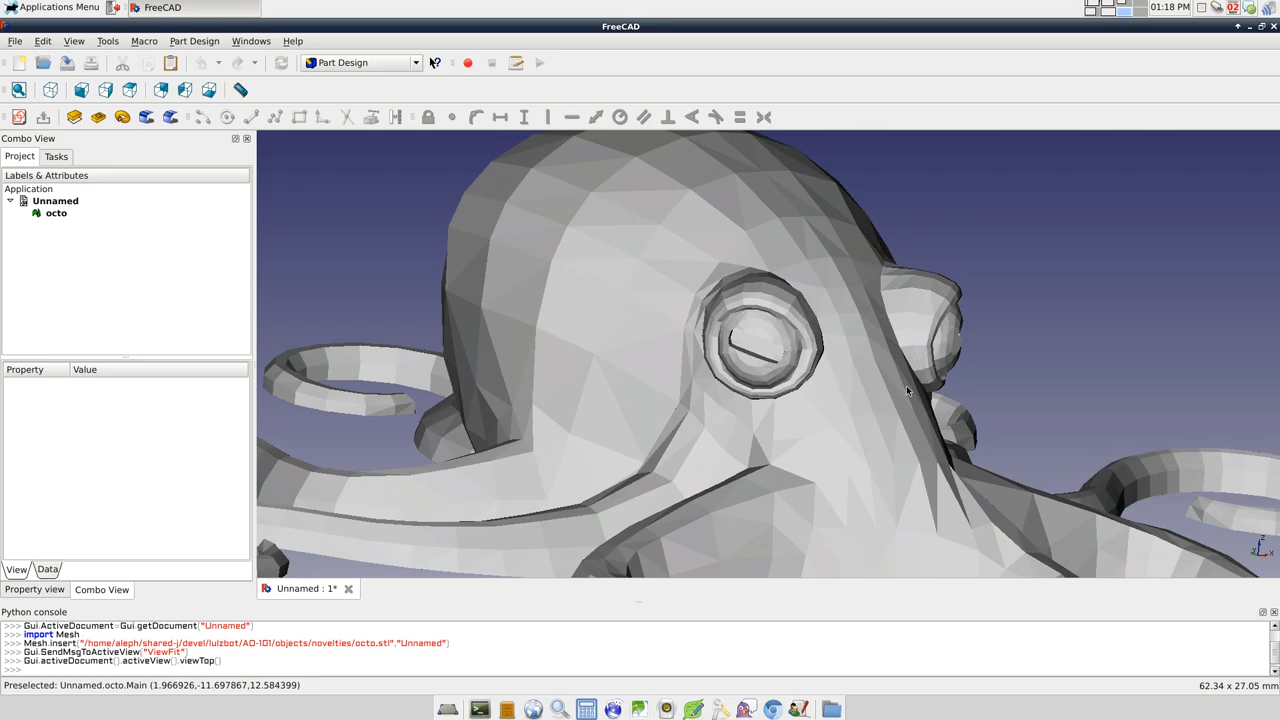 Applications Menu FreeCAD 01:18 PM 02
FreeCAD
File Edit View Tools Macro Part Design Windows Help
Part Design
Combo View
Project Tasks
Labels & Attributes
Application
Unnamed
octo
Property Value
View Data
Property view Combo View Unnamed : 1*
Python console
>>> Gui.ActiveDocument=Gui.getDocument("Unnamed")
>>> import Mesh
>>> Mesh.insert("/home/aleph/shared-j/devel/lulzbot/AO-101/objects/novelties/octo.stl","Unnamed")
>>> Gui.SendMsgToActiveView("ViewFit")
>>> Gui.activeDocument().activeView().viewTop()
>>>
Preselected: Unnamed.octo.Main (1.966926,-11.697867,12.584399) 62.34 x 27.05 mm